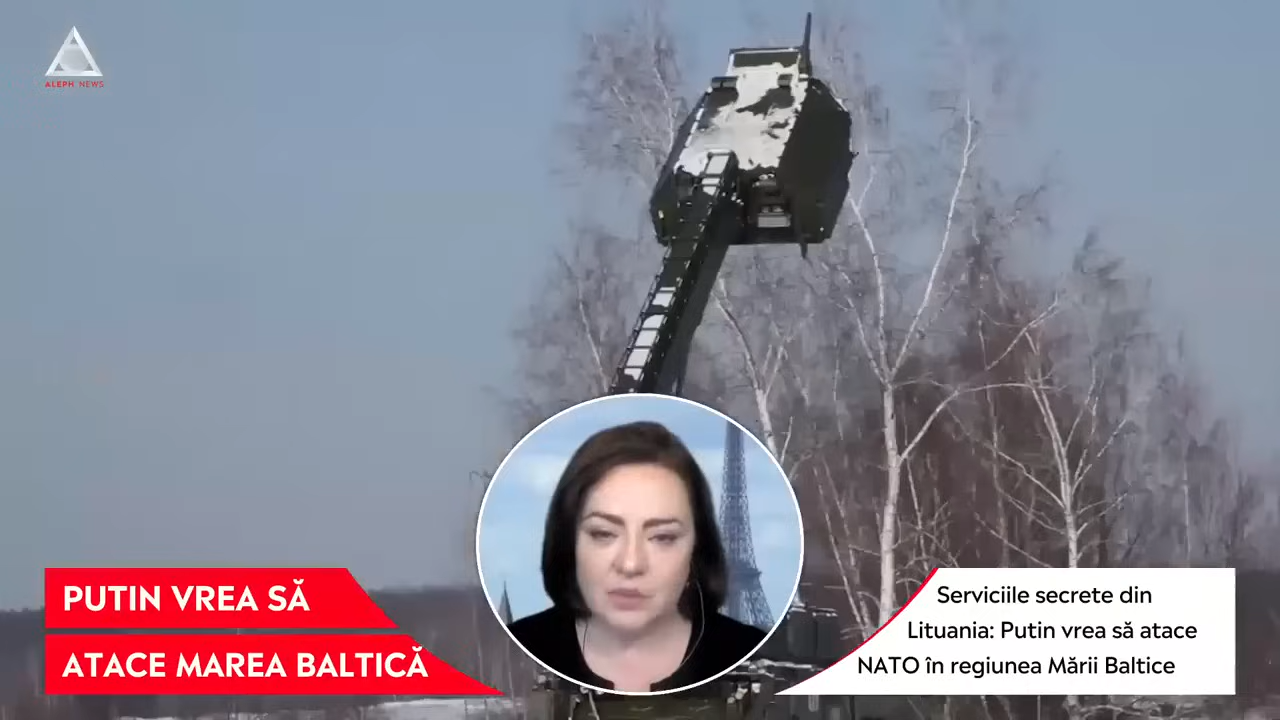 ALEPH NEWS
PUTIN VREA SĂ
ATACE MAREA BALTICĂ
Serviciile secrete din
Lituania: Putin vrea să atace
NATO în regiunea Mării Baltice